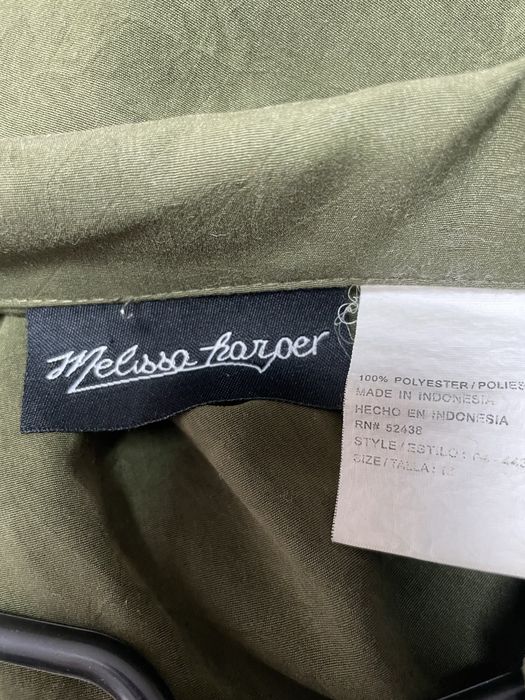 Melissa harper
100% POLYESTER/POLIES
MADE IN INDONESIA
HECHO EN INDONESIA
RN# 52438
STYLE/ESTILO:
SIZE/TALLA: